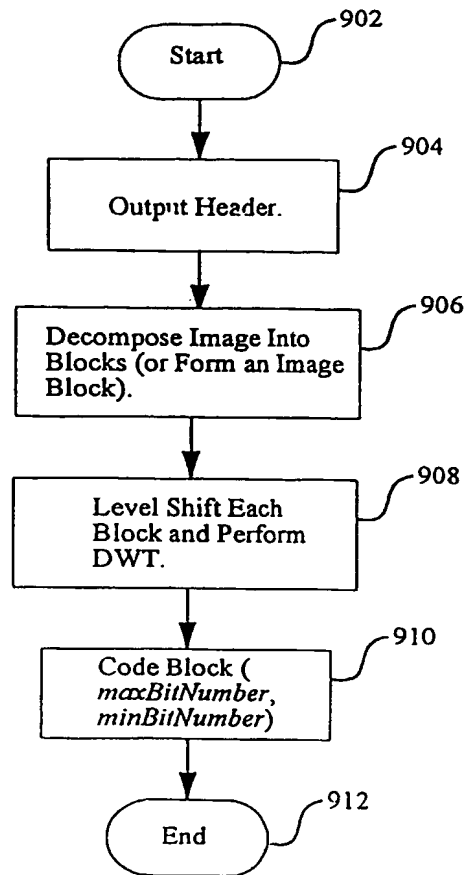 902
Start
904
Output Header.
906
Decompose Image Into
Blocks (or Form an Image
Block).
908
Level Shift Each
Block and Perform
DWT.
910
Code Block (
maxBitNumber,
minBitNumber)
912
End